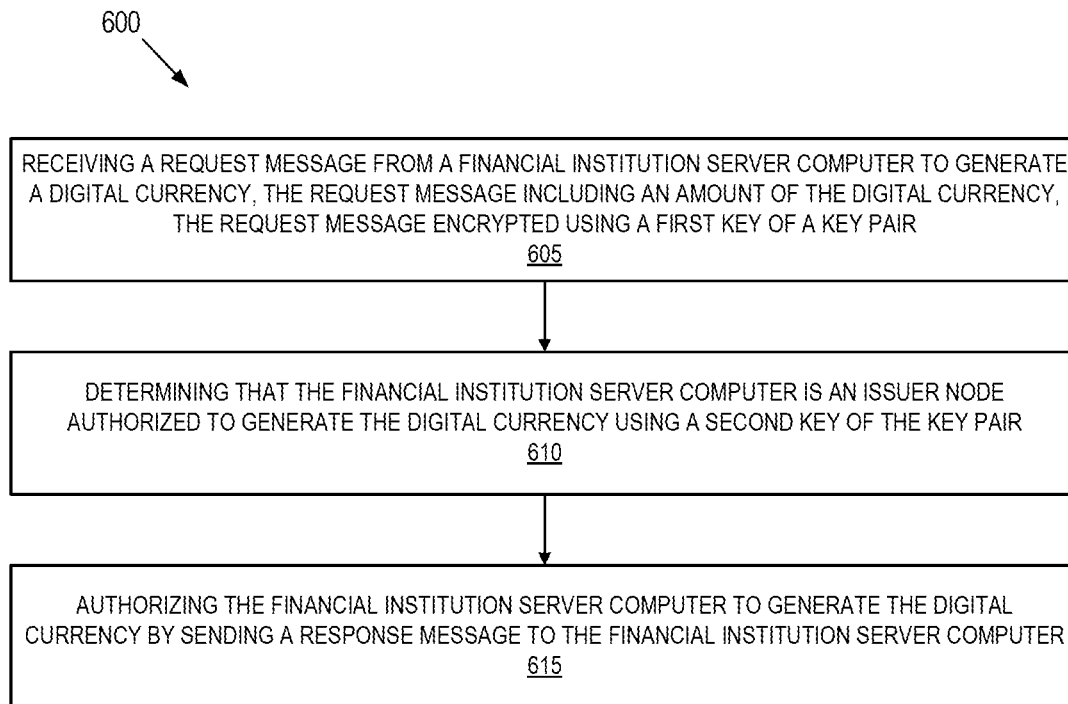 600
RECEIVING A REQUEST MESSAGE FROM A FINANCIAL INSTITUTION SERVER COMPUTER TO GENERATE
A DIGITAL CURRENCY, THE REQUEST MESSAGE INCLUDING AN AMOUNT OF THE DIGITAL CURRENCY,
THE REQUEST MESSAGE ENCRYPTED USING A FIRST KEY OF A KEY PAIR
605
DETERMINING THAT THE FINANCIAL INSTITUTION SERVER COMPUTER IS AN ISSUER NODE
AUTHORIZED TO GENERATE THE DIGITAL CURRENCY USING A SECOND KEY OF THE KEY PAIR
610
AUTHORIZING THE FINANCIAL INSTITUTION SERVER COMPUTER TO GENERATE THE DIGITAL
CURRENCY BY SENDING A RESPONSE MESSAGE TO THE FINANCIAL INSTITUTION SERVER COMPUTER
615